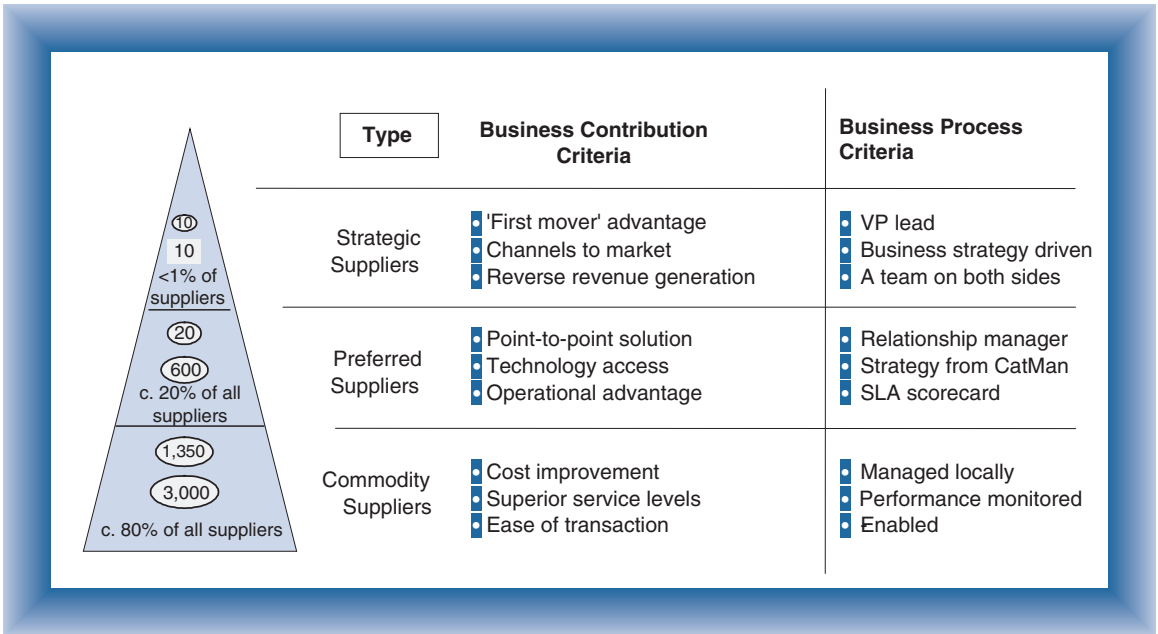 Type
Business Contribution
Criteria
Business Process
Criteria
10
10
<1% of
suppliers
Strategic
Suppliers
'First mover' advantage
Channels to market
Reverse revenue generation
VP lead
Business strategy driven
A team on both sides
20
600
c. 20% of all
suppliers
Preferred
Suppliers
Point-to-point solution
Technology access
Operational advantage
Relationship manager
Strategy from CatMan
SLA scorecard
1,350
3,000
c. 80% of all suppliers
Commodity
Suppliers
Cost improvement
Superior service levels
Ease of transaction
Managed locally
Performance monitored
Enabled